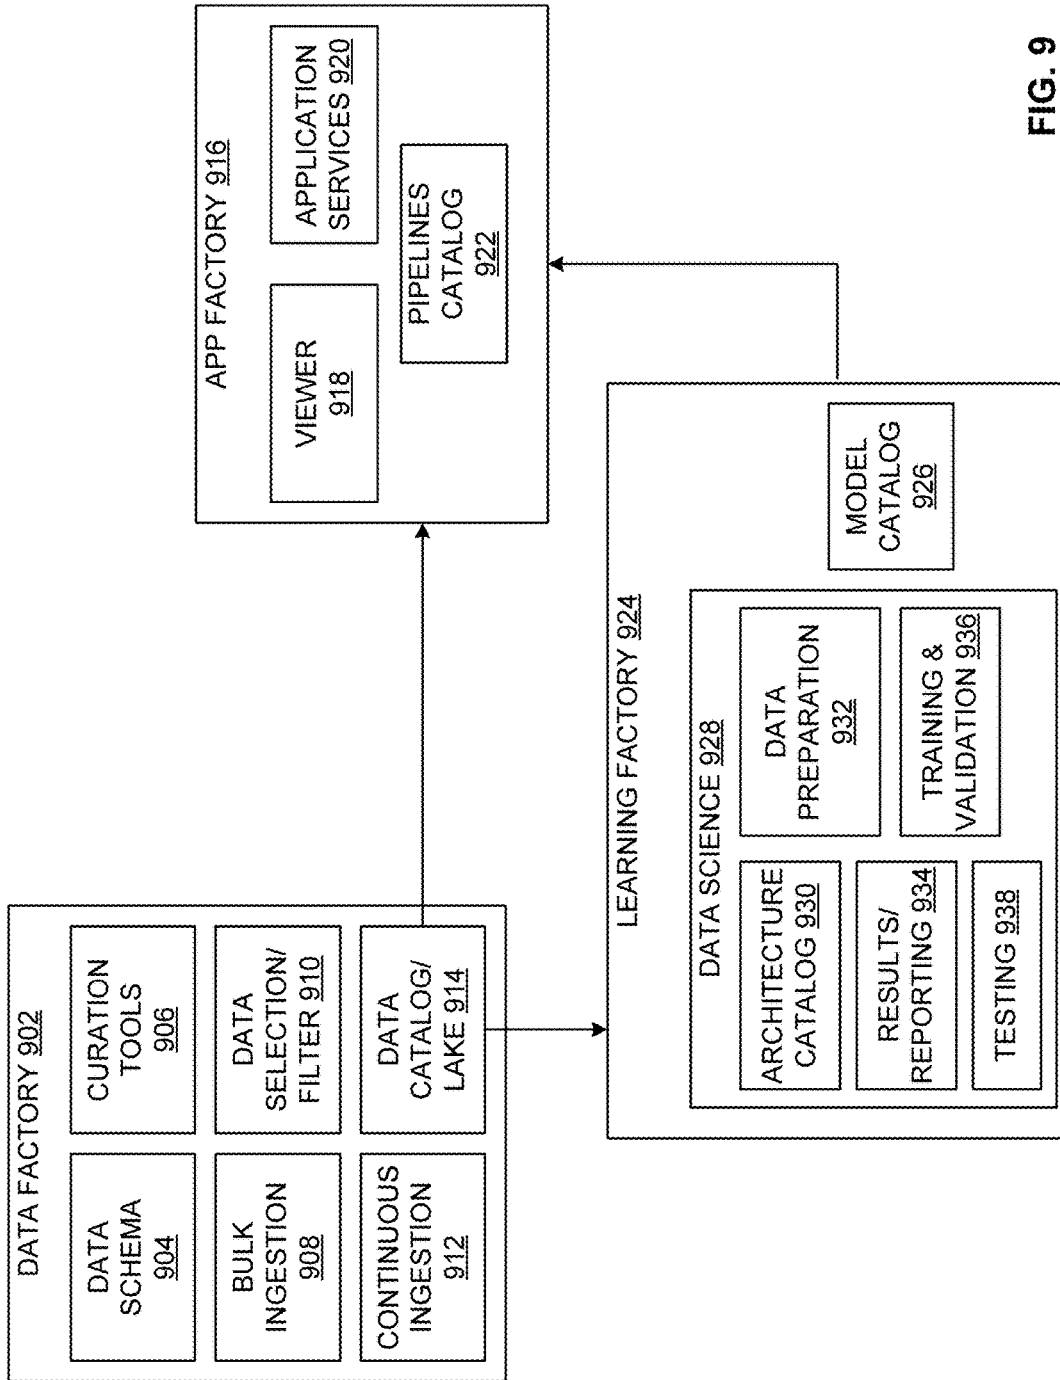 DATA FACTORY 902
DATA
SCHEMA
904
CURATION
TOOLS
906
BULK
INGESTION
908
DATA
SELECTION/
FILTER 910
CONTINUOUS
INGESTION
912
DATA
CATALOG/
LAKE 914
APP FACTORY 916
VIEWER
918
APPLICATION
SERVICES 920
PIPELINES
CATALOG
922
LEARNING FACTORY 924
DATA SCIENCE 928
ARCHITECTURE
CATALOG 930
DATA
PREPARATION
932
RESULTS/
REPORTING 934
TRAINING &
VALIDATION 936
TESTING 938
MODEL
CATALOG
926
FIG. 9